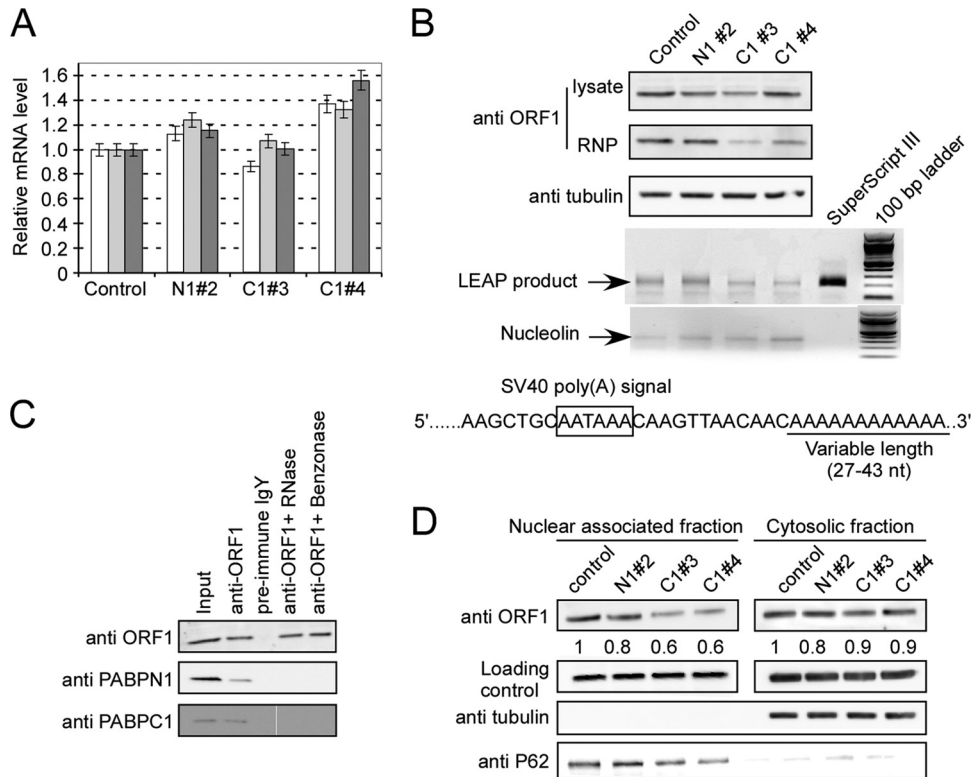 A
Relative mRNA level
1.6
1.4
1.2
1.0
0.8
0.6
0.4
0.2
0
Control N1#2 C1#3 C1#4
B
Control N1 #2 C1 #3 C1 #4
anti ORF1
lysate
RNP
anti tubulin
SuperScript III
100 bp ladder
LEAP product
Nucleolin
SV40 poly(A) signal
5'......AAGCTGCAATAAACAAGTTAACAACAAAAAAAAAAAA..3'
Variable length
(27-43 nt)
C
Input
anti-ORF1
pre-immune IgY
anti-ORF1+ RNase
anti-ORF1+ Benzonase
anti ORF1
anti PABPN1
anti PABPC1
D
Nuclear associated fraction Cytosolic fraction
control N1#2 C1#3 C1#4 control N1#2 C1#3 C1#4
anti ORF1
1 0.8 0.6 0.6 1 0.8 0.9 0.9
Loading
control
anti tubulin
anti P62